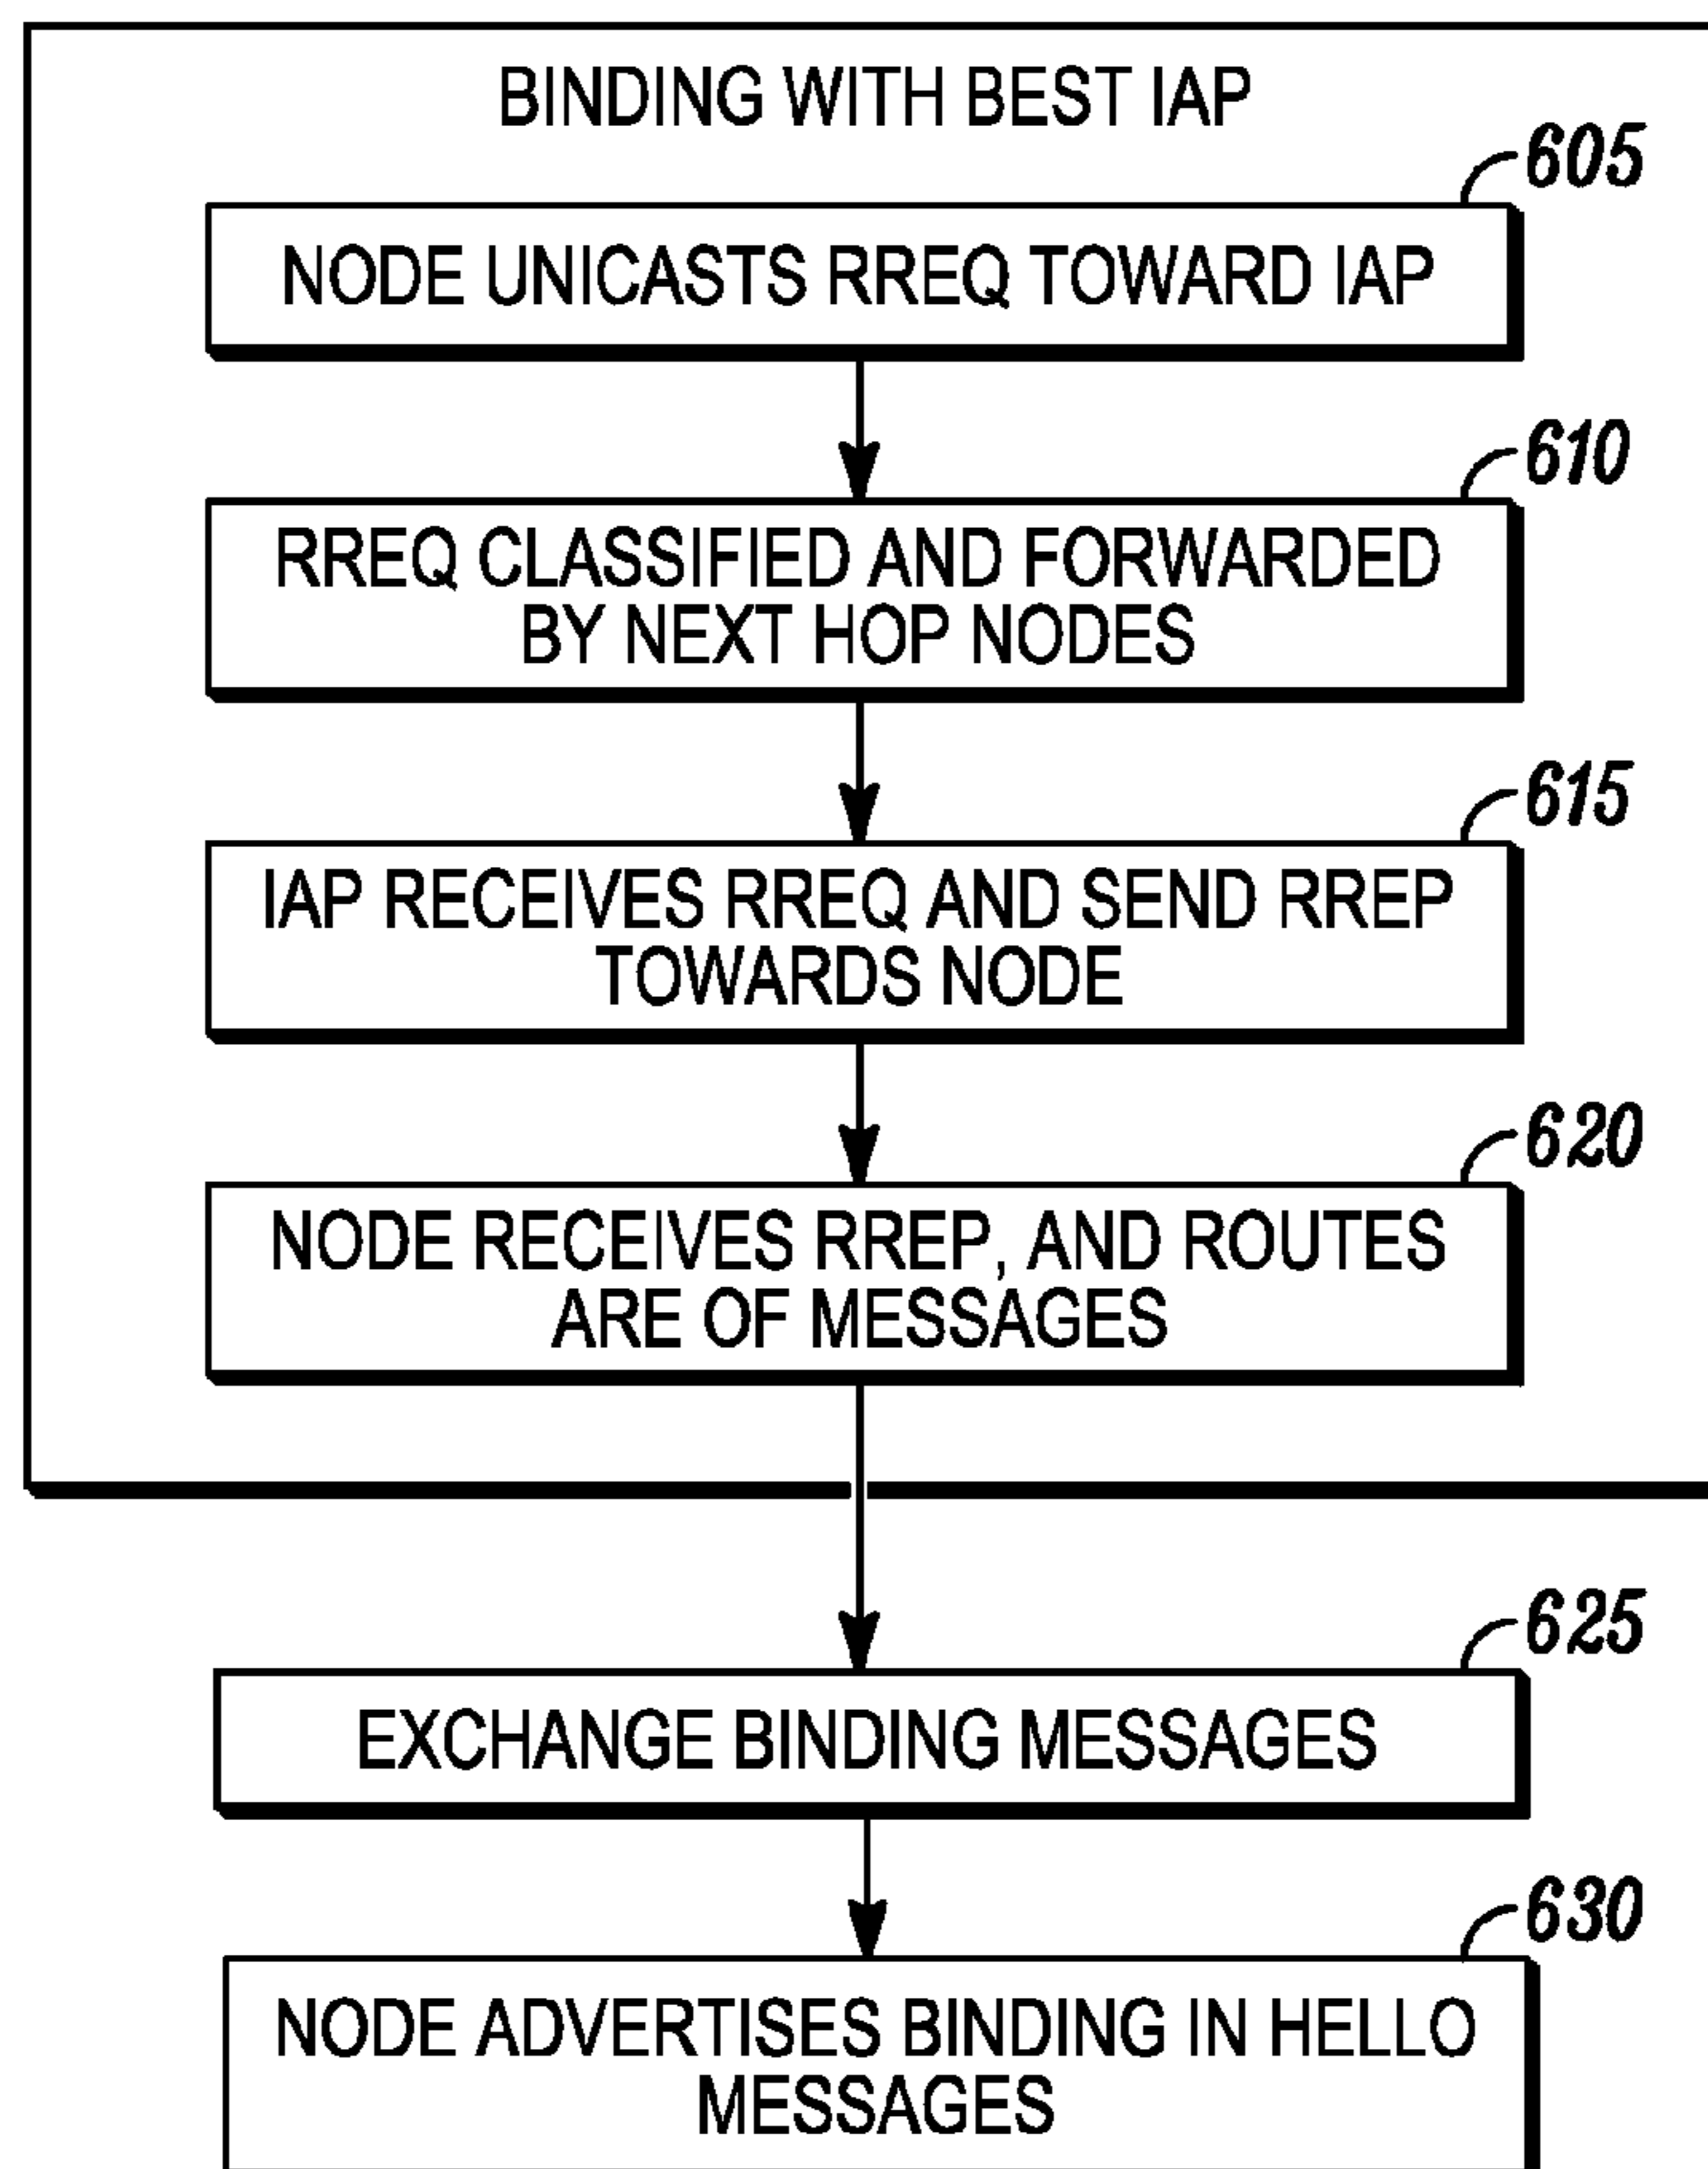 BINDING WITH BEST IAP
605
NODE UNICASTS RREQ TOWARD IAP
610
RREQ CLASSIFIED AND FORWARDED
BY NEXT HOP NODES
615
IAP RECEIVES RREQ AND SEND RREP
TOWARDS NODE
620
NODE RECEIVES RREP, AND ROUTES
ARE OF MESSAGES
625
EXCHANGE BINDING MESSAGES
630
NODE ADVERTISES BINDING IN HELLO
MESSAGES